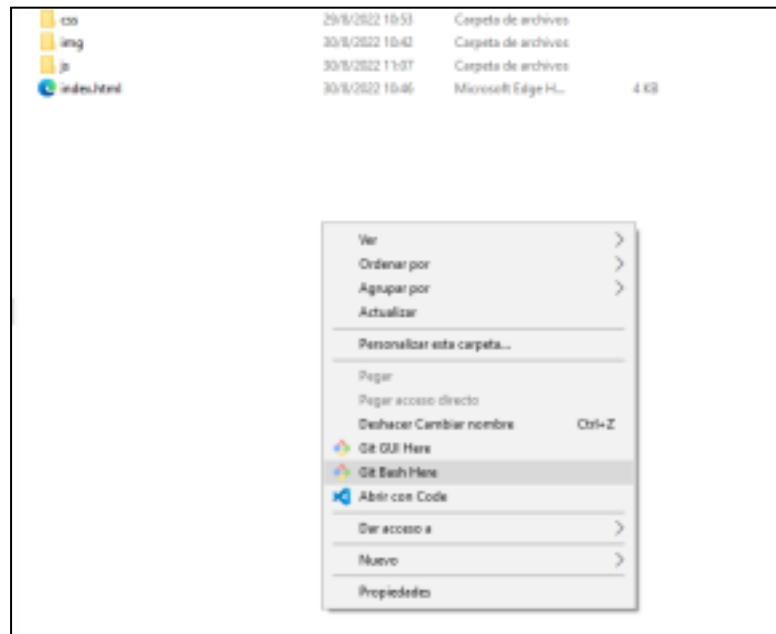 css 29/8/2022 10:53 Carpeta de archivos
img 30/8/2022 10:42 Carpeta de archivos
js 30/8/2022 11:07 Carpeta de archivos
index.html 30/8/2022 10:46 Microsoft Edge H... 4 KB
Ver
Ordenar por
Agrupar por
Actualizar
Personalizar esta carpeta...
Pegar
Pegar acceso directo
Deshacer Cambiar nombre Ctrl+Z
Git GUI Here
Git Bash Here
Abrir con Code
Dar acceso a
Nuevo
Propiedades